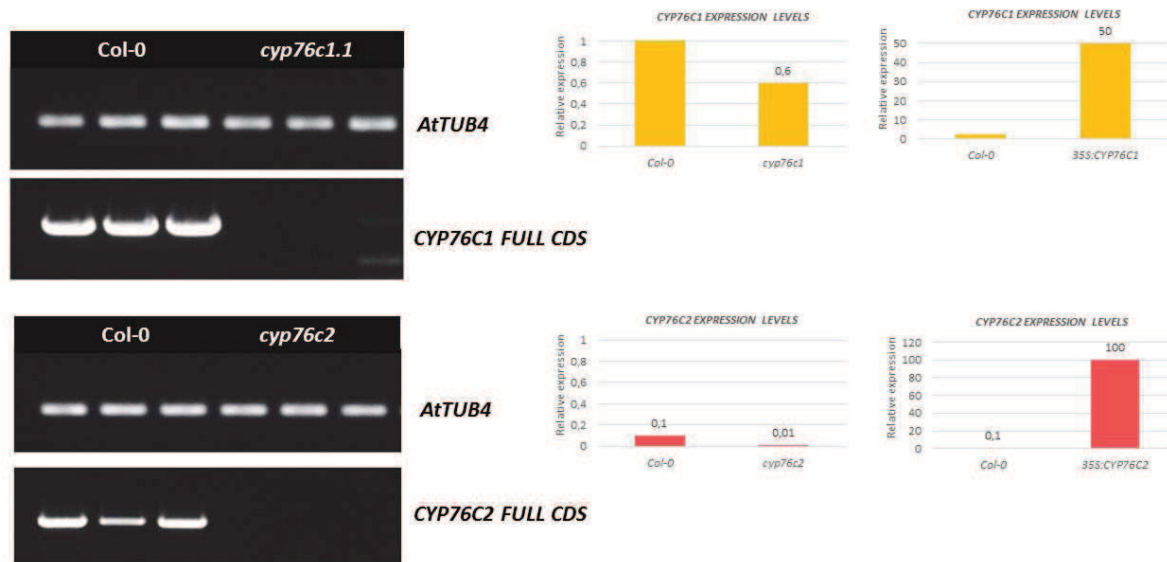 Col-0 cyp76c1.1
AtTUB4
CYP76C1 FULL CDS
CYP76C1 EXPRESSION LEVELS
Relative expression
1
0,8
0,6
0,4
0,2
0
0,6
Col-0 cyp76c1
CYP76C1 EXPRESSION LEVELS
Relative expression
50
40
30
20
10
0
50
Col-0 35S:CYP76C1
Col-0 cyp76c2
AtTUB4
CYP76C2 FULL CDS
CYP76C2 EXPRESSION LEVELS
Relative expression
1
0,8
0,6
0,4
0,2
0
0,1
0,01
Col-0 cyp76c2
CYP76C2 EXPRESSION LEVELS
Relative expression
120
100
80
60
40
20
0
0,1
100
Col-0 35S:CYP76C2